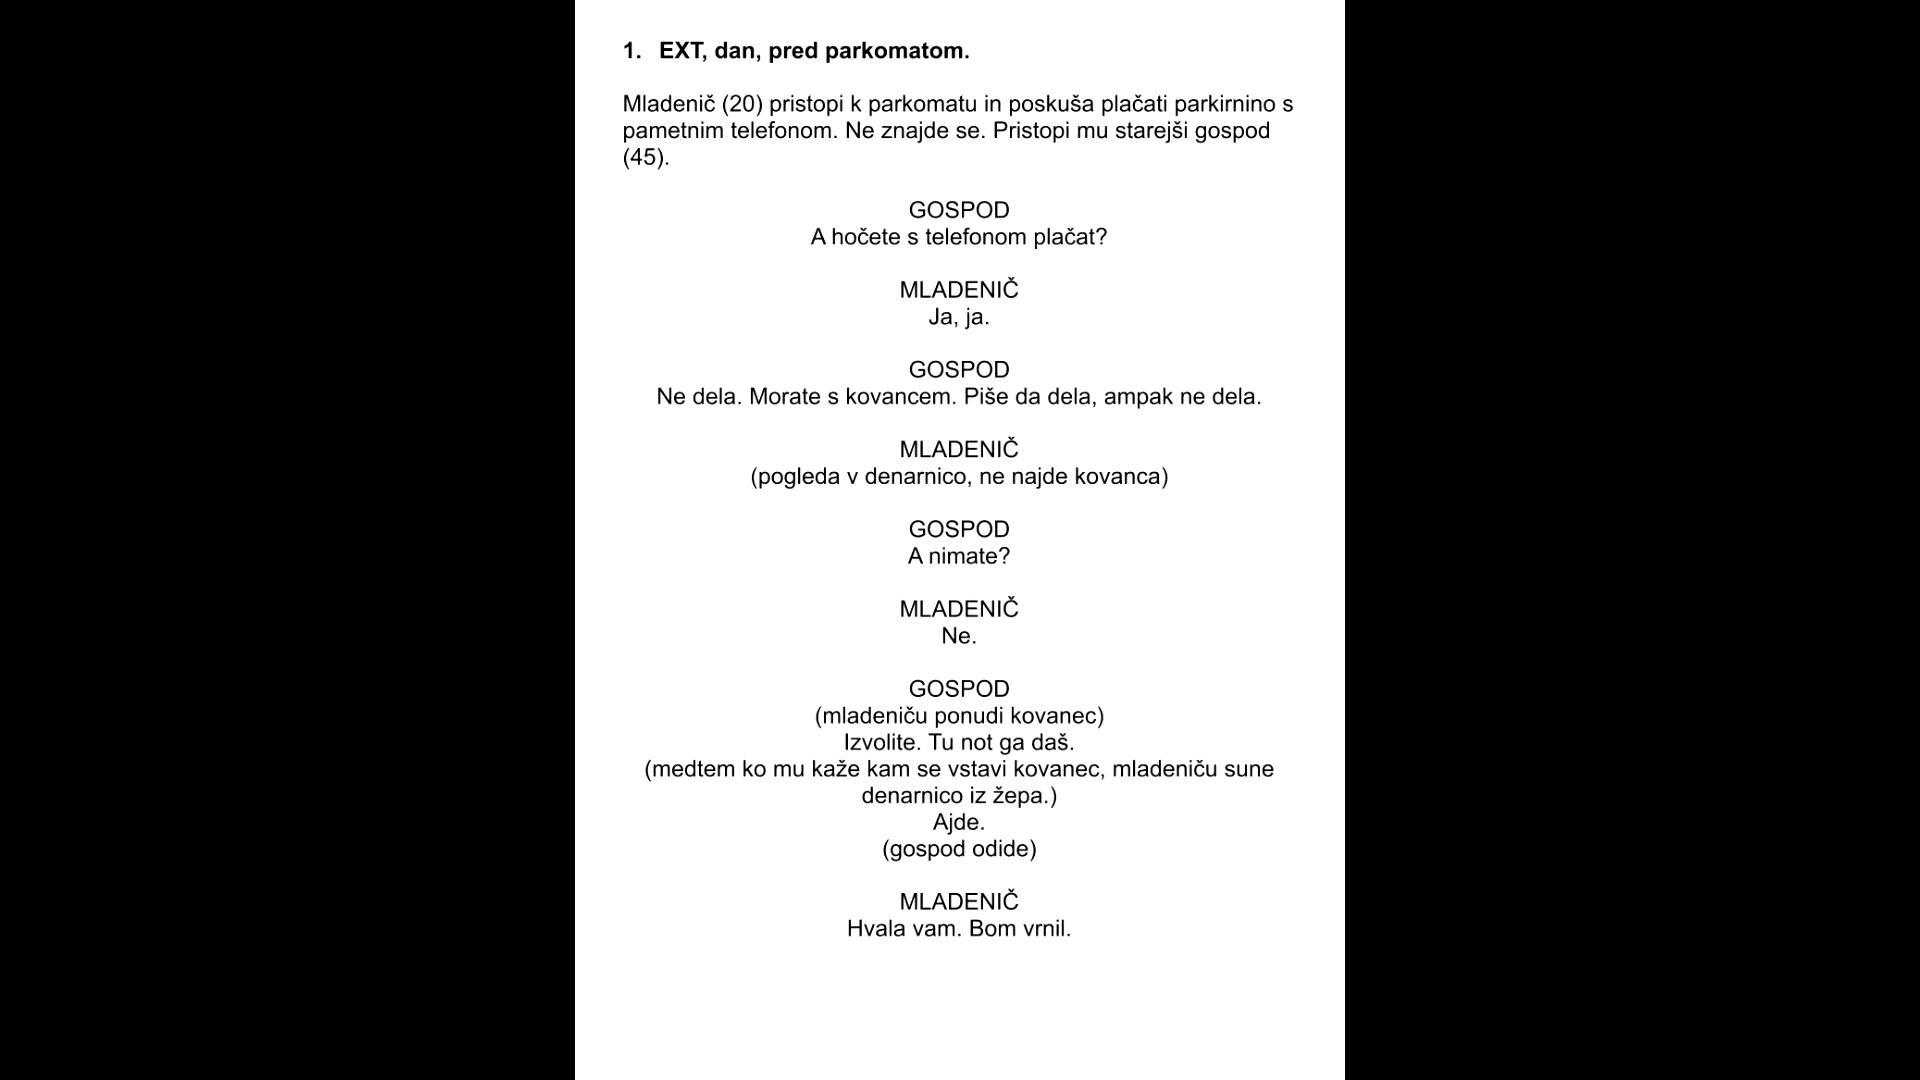 1. EXT, dan, pred parkomatom.
Mladenič (20) pristopi k parkomatu in poskuša plačati parkirnino s
pametnim telefonom. Ne znajde se. Pristopi mu starejši gospod
(45).
GOSPOD
A hočete s telefonom plačat?
MLADENIČ
Ja, ja.
GOSPOD
Ne dela. Morate s kovancem. Piše da dela, ampak ne dela.
MLADENIČ
(pogleda v denarnico, ne najde kovanca)
GOSPOD
A nimate?
MLADENIČ
Ne.
GOSPOD
(mladeniču ponudi kovanec)
Izvolite. Tu not ga daš.
(medtem ko mu kaže kam se vstavi kovanec, mladeniču sune
denarnico iz žepa.)
Ajde.
(gospod odide)
MLADENIČ
Hvala vam. Bom vrnil.